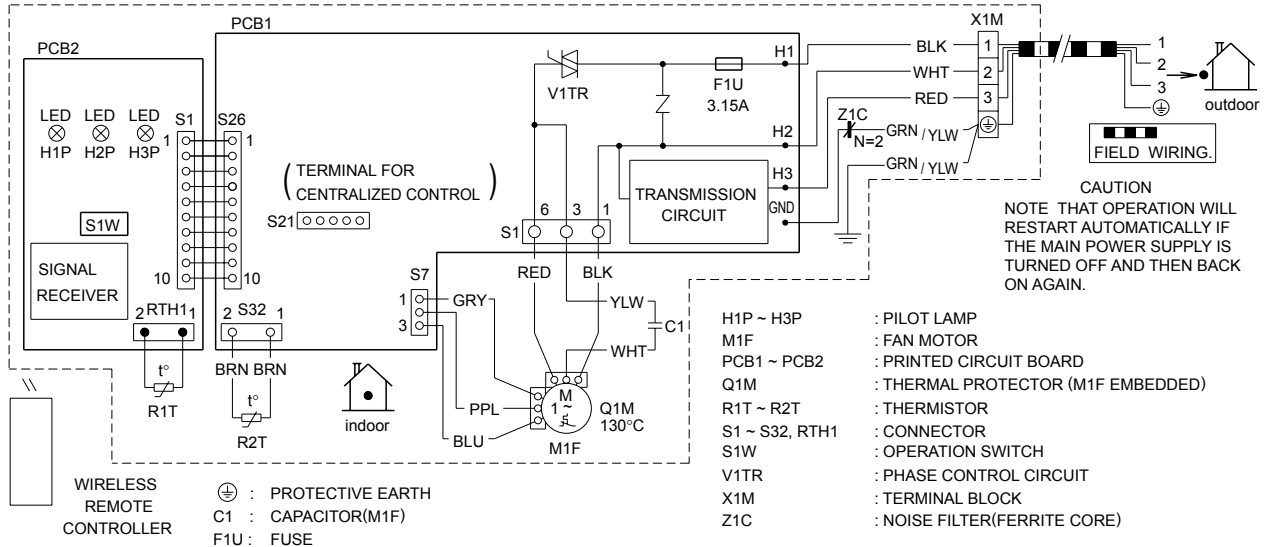 PCB1
X1M
PCB2
H1
BLK
1
1
WHT
2
2
V1TR
F1U
3.15A
RED
3
3
outdoor
LED LED LED
H1P H2P H3P
S1 S26
1 1
Z1C
N=2
GRN / YLW
H2
GRN / YLW
FIELD WIRING.
(TERMINAL FOR
CENTRALIZED CONTROL)
S21
TRANSMISSION
CIRCUIT
H3
GND
CAUTION
NOTE THAT OPERATION WILL
RESTART AUTOMATICALLY IF
THE MAIN POWER SUPPLY IS
TURNED OFF AND THEN BACK
ON AGAIN.
S1W
6 3 1
S1
SIGNAL
RECEIVER
10 10
RED BLK
S7
1
3
GRY
YLW
C1
WHT
2 RTH1 1
2 S32 1
BRN BRN
t°
R1T
t°
R2T
indoor
PPL
BLU
M
1~
Q1M
130°C
M1F
WIRELESS
REMOTE
CONTROLLER
: PROTECTIVE EARTH
C1 : CAPACITOR(M1F)
F1U : FUSE
H1P ~ H3P : PILOT LAMP
M1F : FAN MOTOR
PCB1 ~ PCB2 : PRINTED CIRCUIT BOARD
Q1M : THERMAL PROTECTOR (M1F EMBEDDED)
R1T ~ R2T : THERMISTOR
S1 ~ S32, RTH1 : CONNECTOR
S1W : OPERATION SWITCH
V1TR : PHASE CONTROL CIRCUIT
X1M : TERMINAL BLOCK
Z1C : NOISE FILTER(FERRITE CORE)